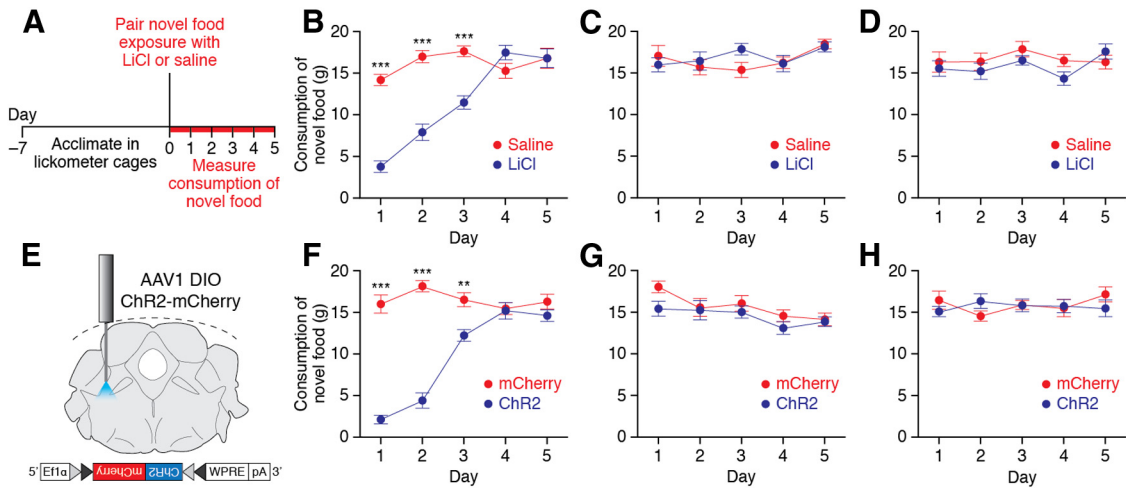 A
Pair novel food
exposure with
LiCl or saline
Day
–7
Acclimate in
lickometer cages
0 1 2 3 4 5
Measure
consumption of
novel food
B
Consumption of
novel food (g)
20
15
10
5
0
***
***
***
Saline
LiCl
1 2 3 4 5
Day
C
20
15
10
5
0
Saline
LiCl
1 2 3 4 5
Day
D
20
15
10
5
0
Saline
LiCl
1 2 3 4 5
Day
E
AAV1 DIO
ChR2-mCherry
5′ Ef1α mCherry ChR2 WPRE pA 3′
F
Consumption of
novel food (g)
20
15
10
5
0
***
***
**
mCherry
ChR2
1 2 3 4 5
Day
G
20
15
10
5
0
mCherry
ChR2
1 2 3 4 5
Day
H
20
15
10
5
0
mCherry
ChR2
1 2 3 4 5
Day